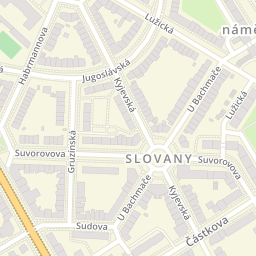 Lužická
námě
Habrmannova
Jugoslávská
Kyjevská
U Bachmače
Lužická
Gruzínská
Suvorovova
SLOVANY
Suvorovova
U Bachmače
Kyjevská
Sudova
Částkova